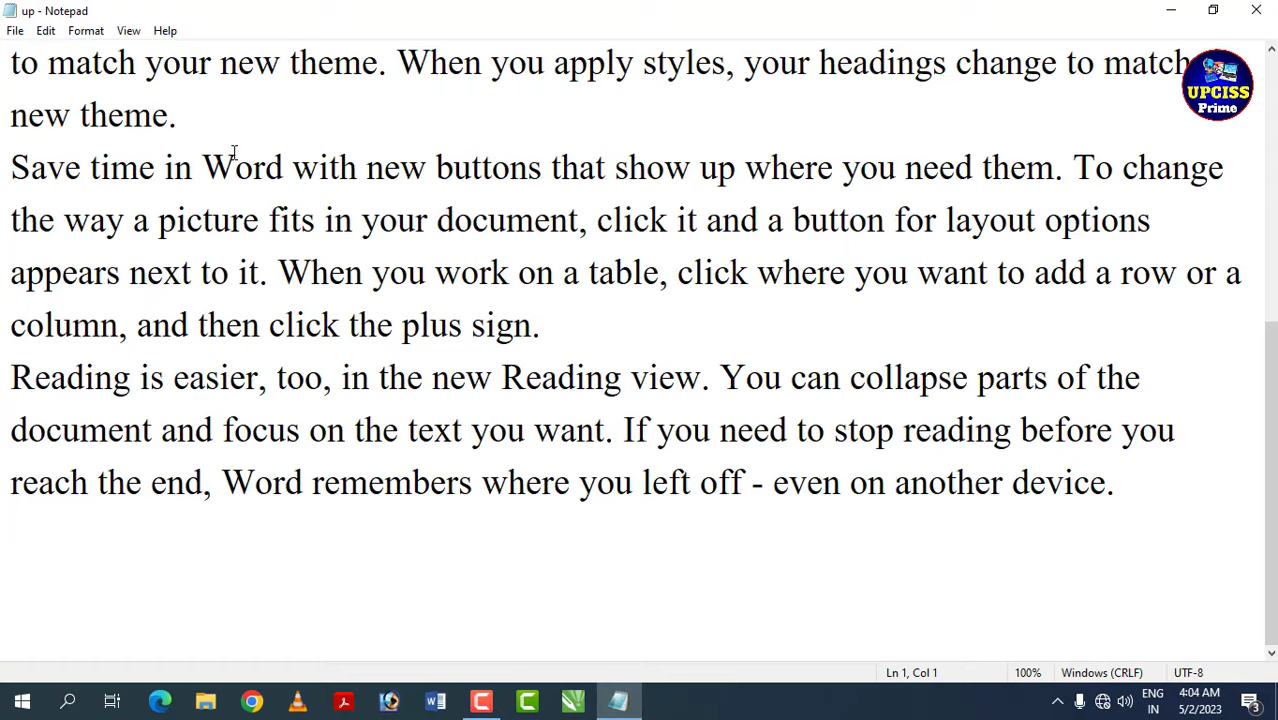 up - Notepad
File Edit Format View Help
to match your new theme. When you apply styles, your headings change to match
new theme.
Save time in Word with new buttons that show up where you need them. To change
the way a picture fits in your document, click it and a button for layout options
appears next to it. When you work on a table, click where you want to add a row or a
column, and then click the plus sign.
Reading is easier, too, in the new Reading view. You can collapse parts of the
document and focus on the text you want. If you need to stop reading before you
reach the end, Word remembers where you left off - even on another device.
UPCISS
Prime
Ln 1, Col 1 100% Windows (CRLF) UTF-8
ENG
IN
4:04 AM
5/2/2023
3